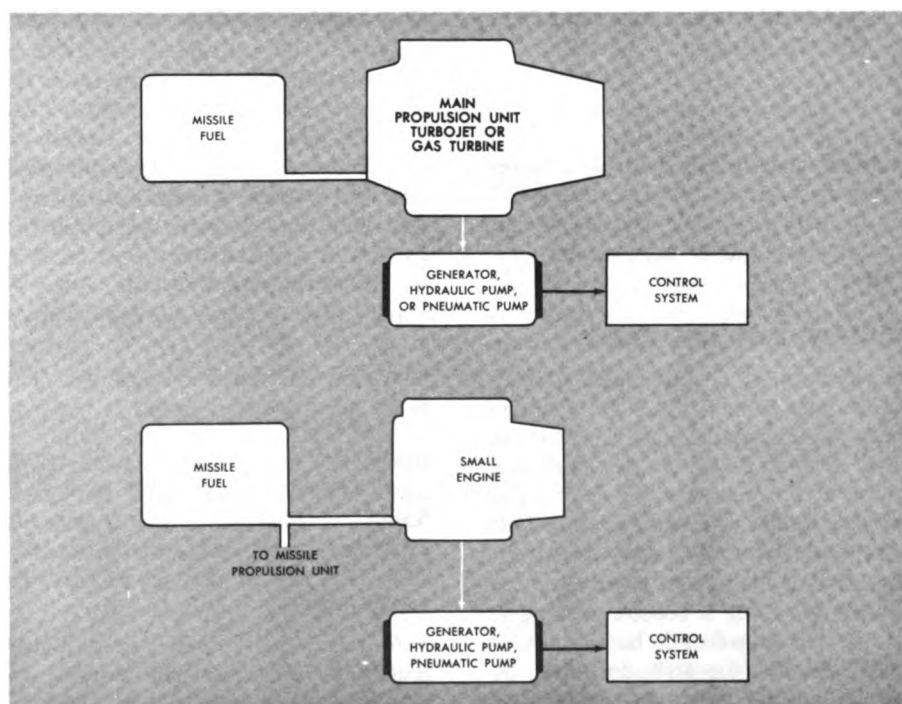 MISSILE
FUEL
MAIN
PROPULSION UNIT
TURBOJET OR
GAS TURBINE
GENERATOR,
HYDRAULIC PUMP,
OR PNEUMATIC PUMP
CONTROL
SYSTEM
MISSILE
FUEL
SMALL
ENGINE
TO MISSILE
PROPULSION UNIT
GENERATOR,
HYDRAULIC PUMP,
PNEUMATIC PUMP
CONTROL
SYSTEM